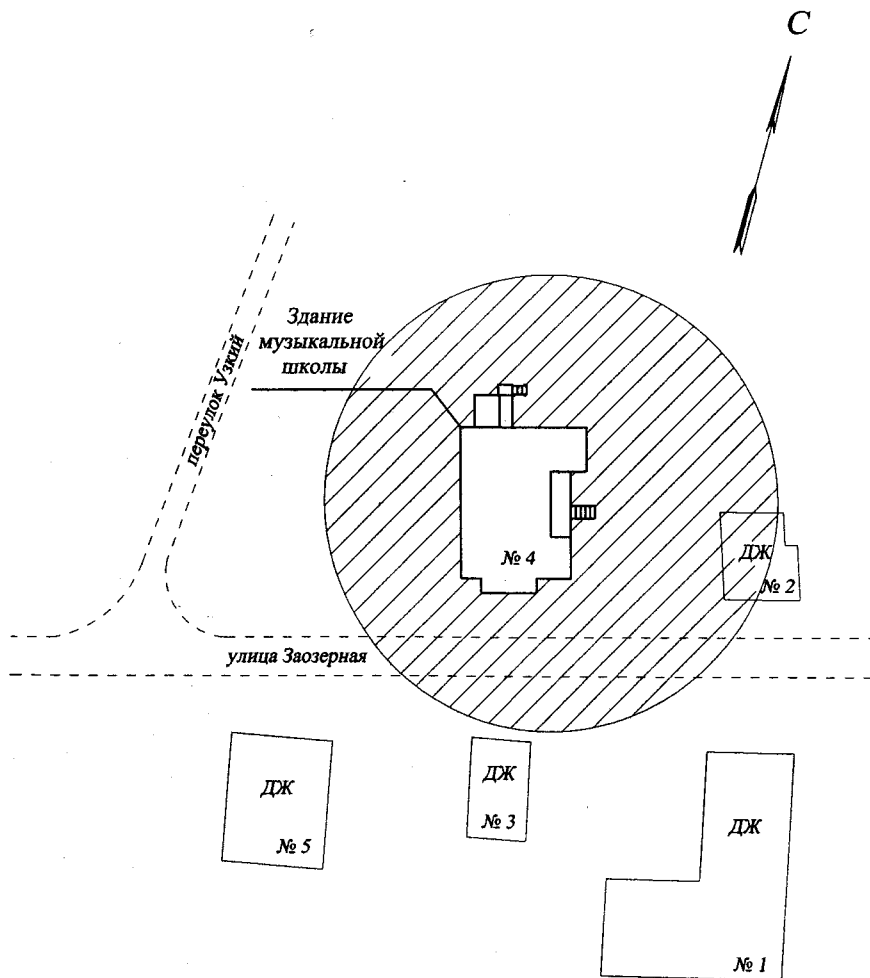 С
Здание
музыкальной
школы
переулок Узкий
№ 4
ДЖ
№ 2
улица Заозерная
ДЖ
№ 5
ДЖ
№ 3
ДЖ
№ 1